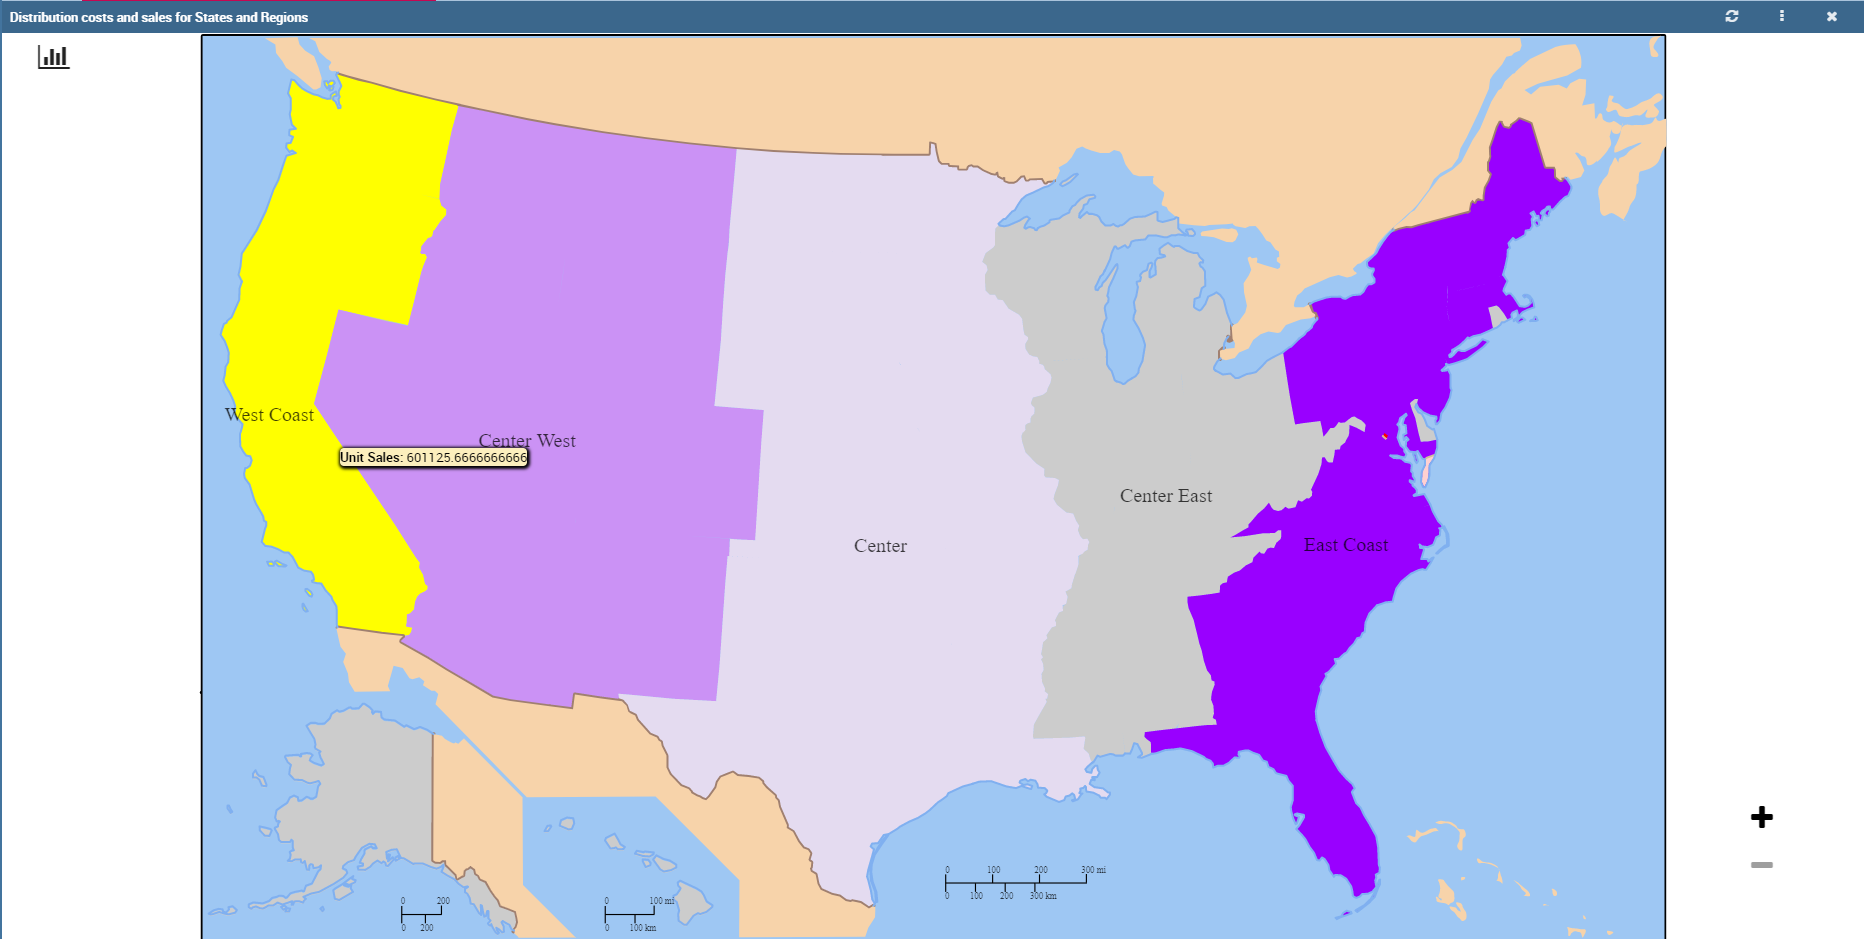 Distribution costs and sales for States and Regions
West Coast
Center West
Unit Sales: 601125.6666666666
Center East
Center
East Coast
0 100 200 300 mi
0 100 200 300 km
0 200
0 200
0 100 mi
0 100 km